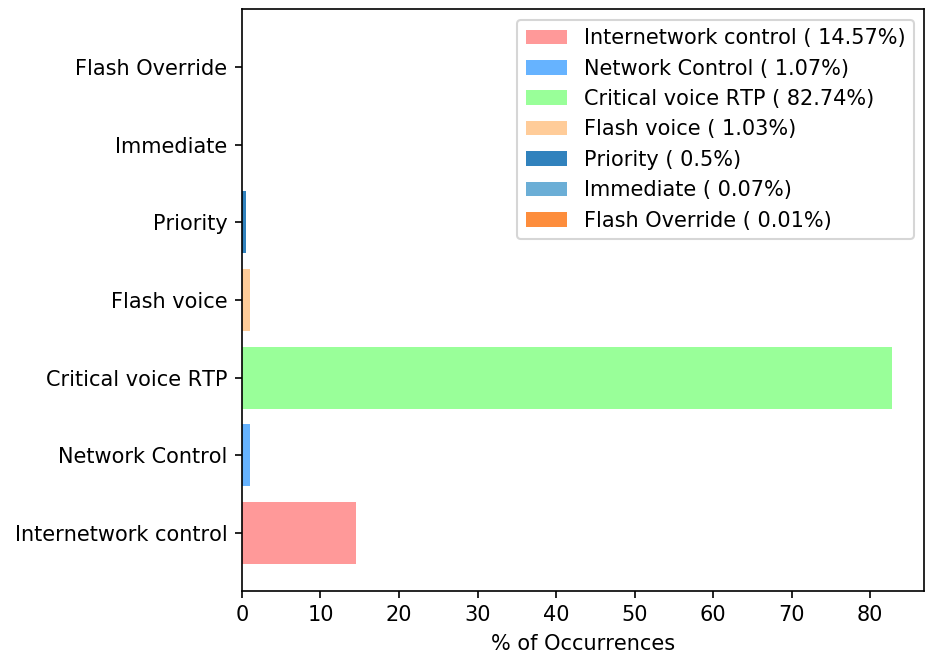 Internetwork control ( 14.57%)
Network Control ( 1.07%)
Critical voice RTP ( 82.74%)
Flash voice ( 1.03%)
Priority ( 0.5%)
Immediate ( 0.07%)
Flash Override ( 0.01%)
Flash Override
Immediate
Priority
Flash voice
Critical voice RTP
Network Control
Internetwork control
0 10 20 30 40 50 60 70 80
% of Occurrences